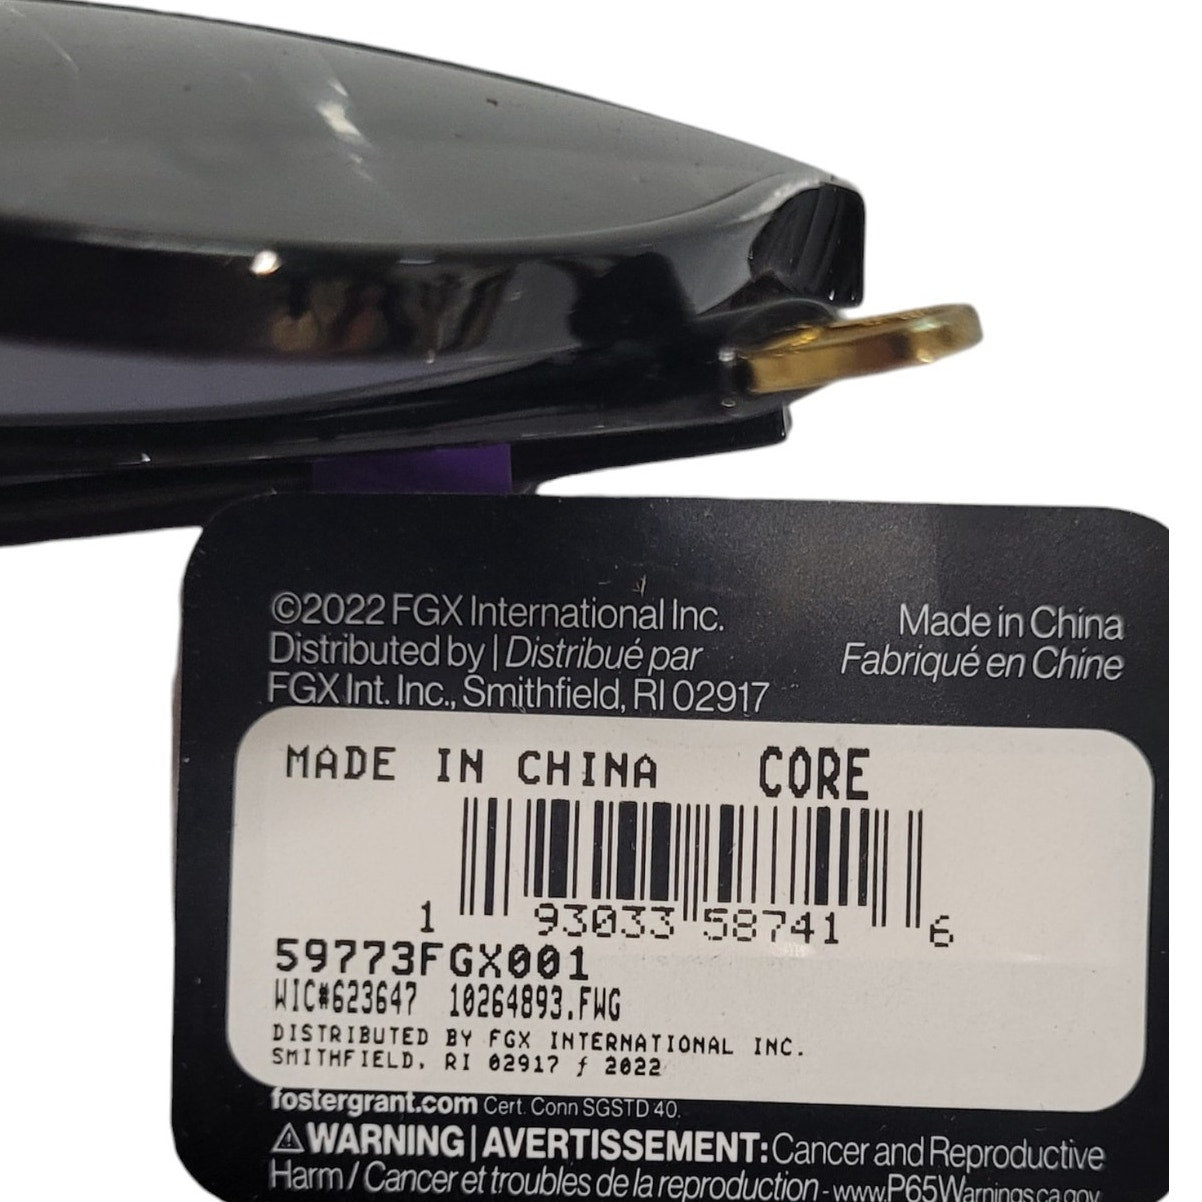 ©2022 FGX International Inc.
Distributed by | Distribué par
FGX Int. Inc., Smithfield, RI 02917
Made in China
Fabriqué en Chine
MADE IN CHINA CORE
1 93033 58741 6
59773FGX001
WIC#623647 10264893.FWG
DISTRIBUTED BY FGX INTERNATIONAL INC.
SMITHFIELD, RI 02917 ƒ 2022
fostergrant.com Cert. Conn SGSTD 40.
⚠WARNING | AVERTISSEMENT: Cancer and Reproductive
Harm / Cancer et troubles de la reproduction - www.P65Warnings.ca.gov